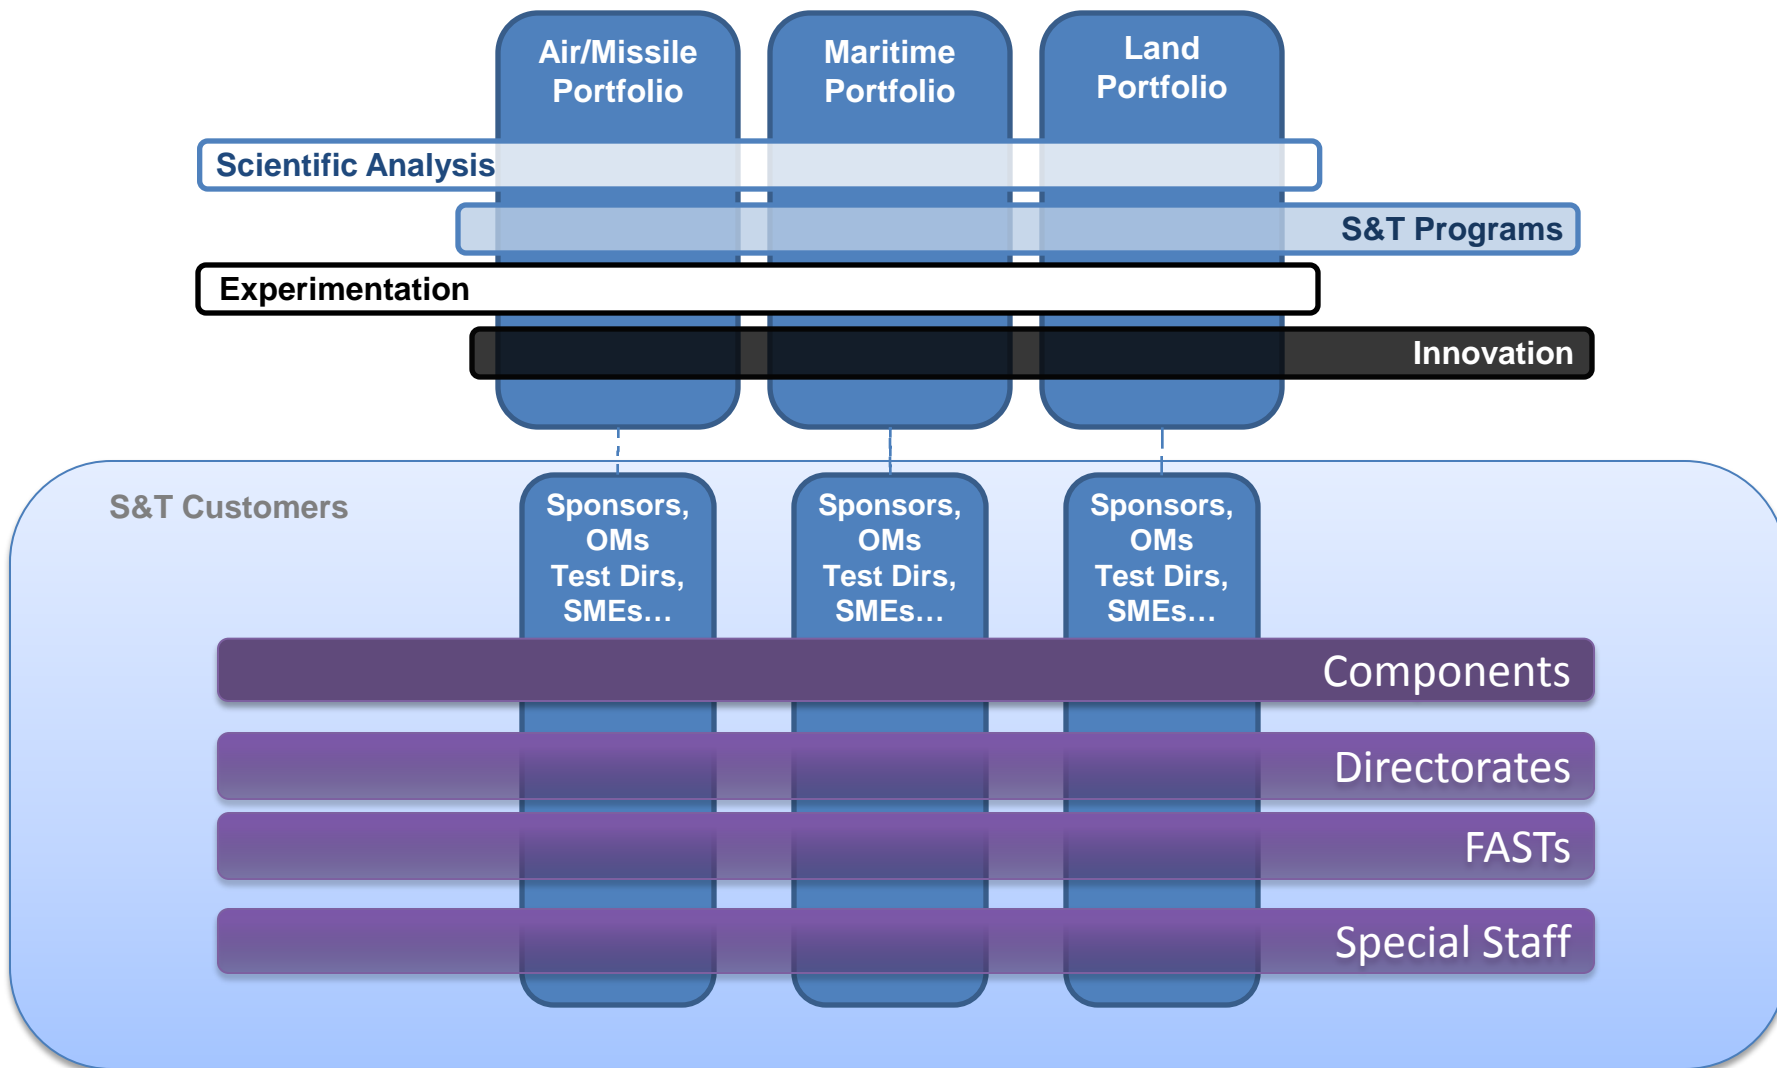 Air/Missile
Portfolio
Maritime
Portfolio
Land
Portfolio
Scientific Analysis
S&T Programs
Experimentation
Innovation
S&T Customers
Sponsors,
OMs
Test Dirs,
SMEs…
Sponsors,
OMs
Test Dirs,
SMEs…
Sponsors,
OMs
Test Dirs,
SMEs…
Components
Directorates
FASTs
Special Staff